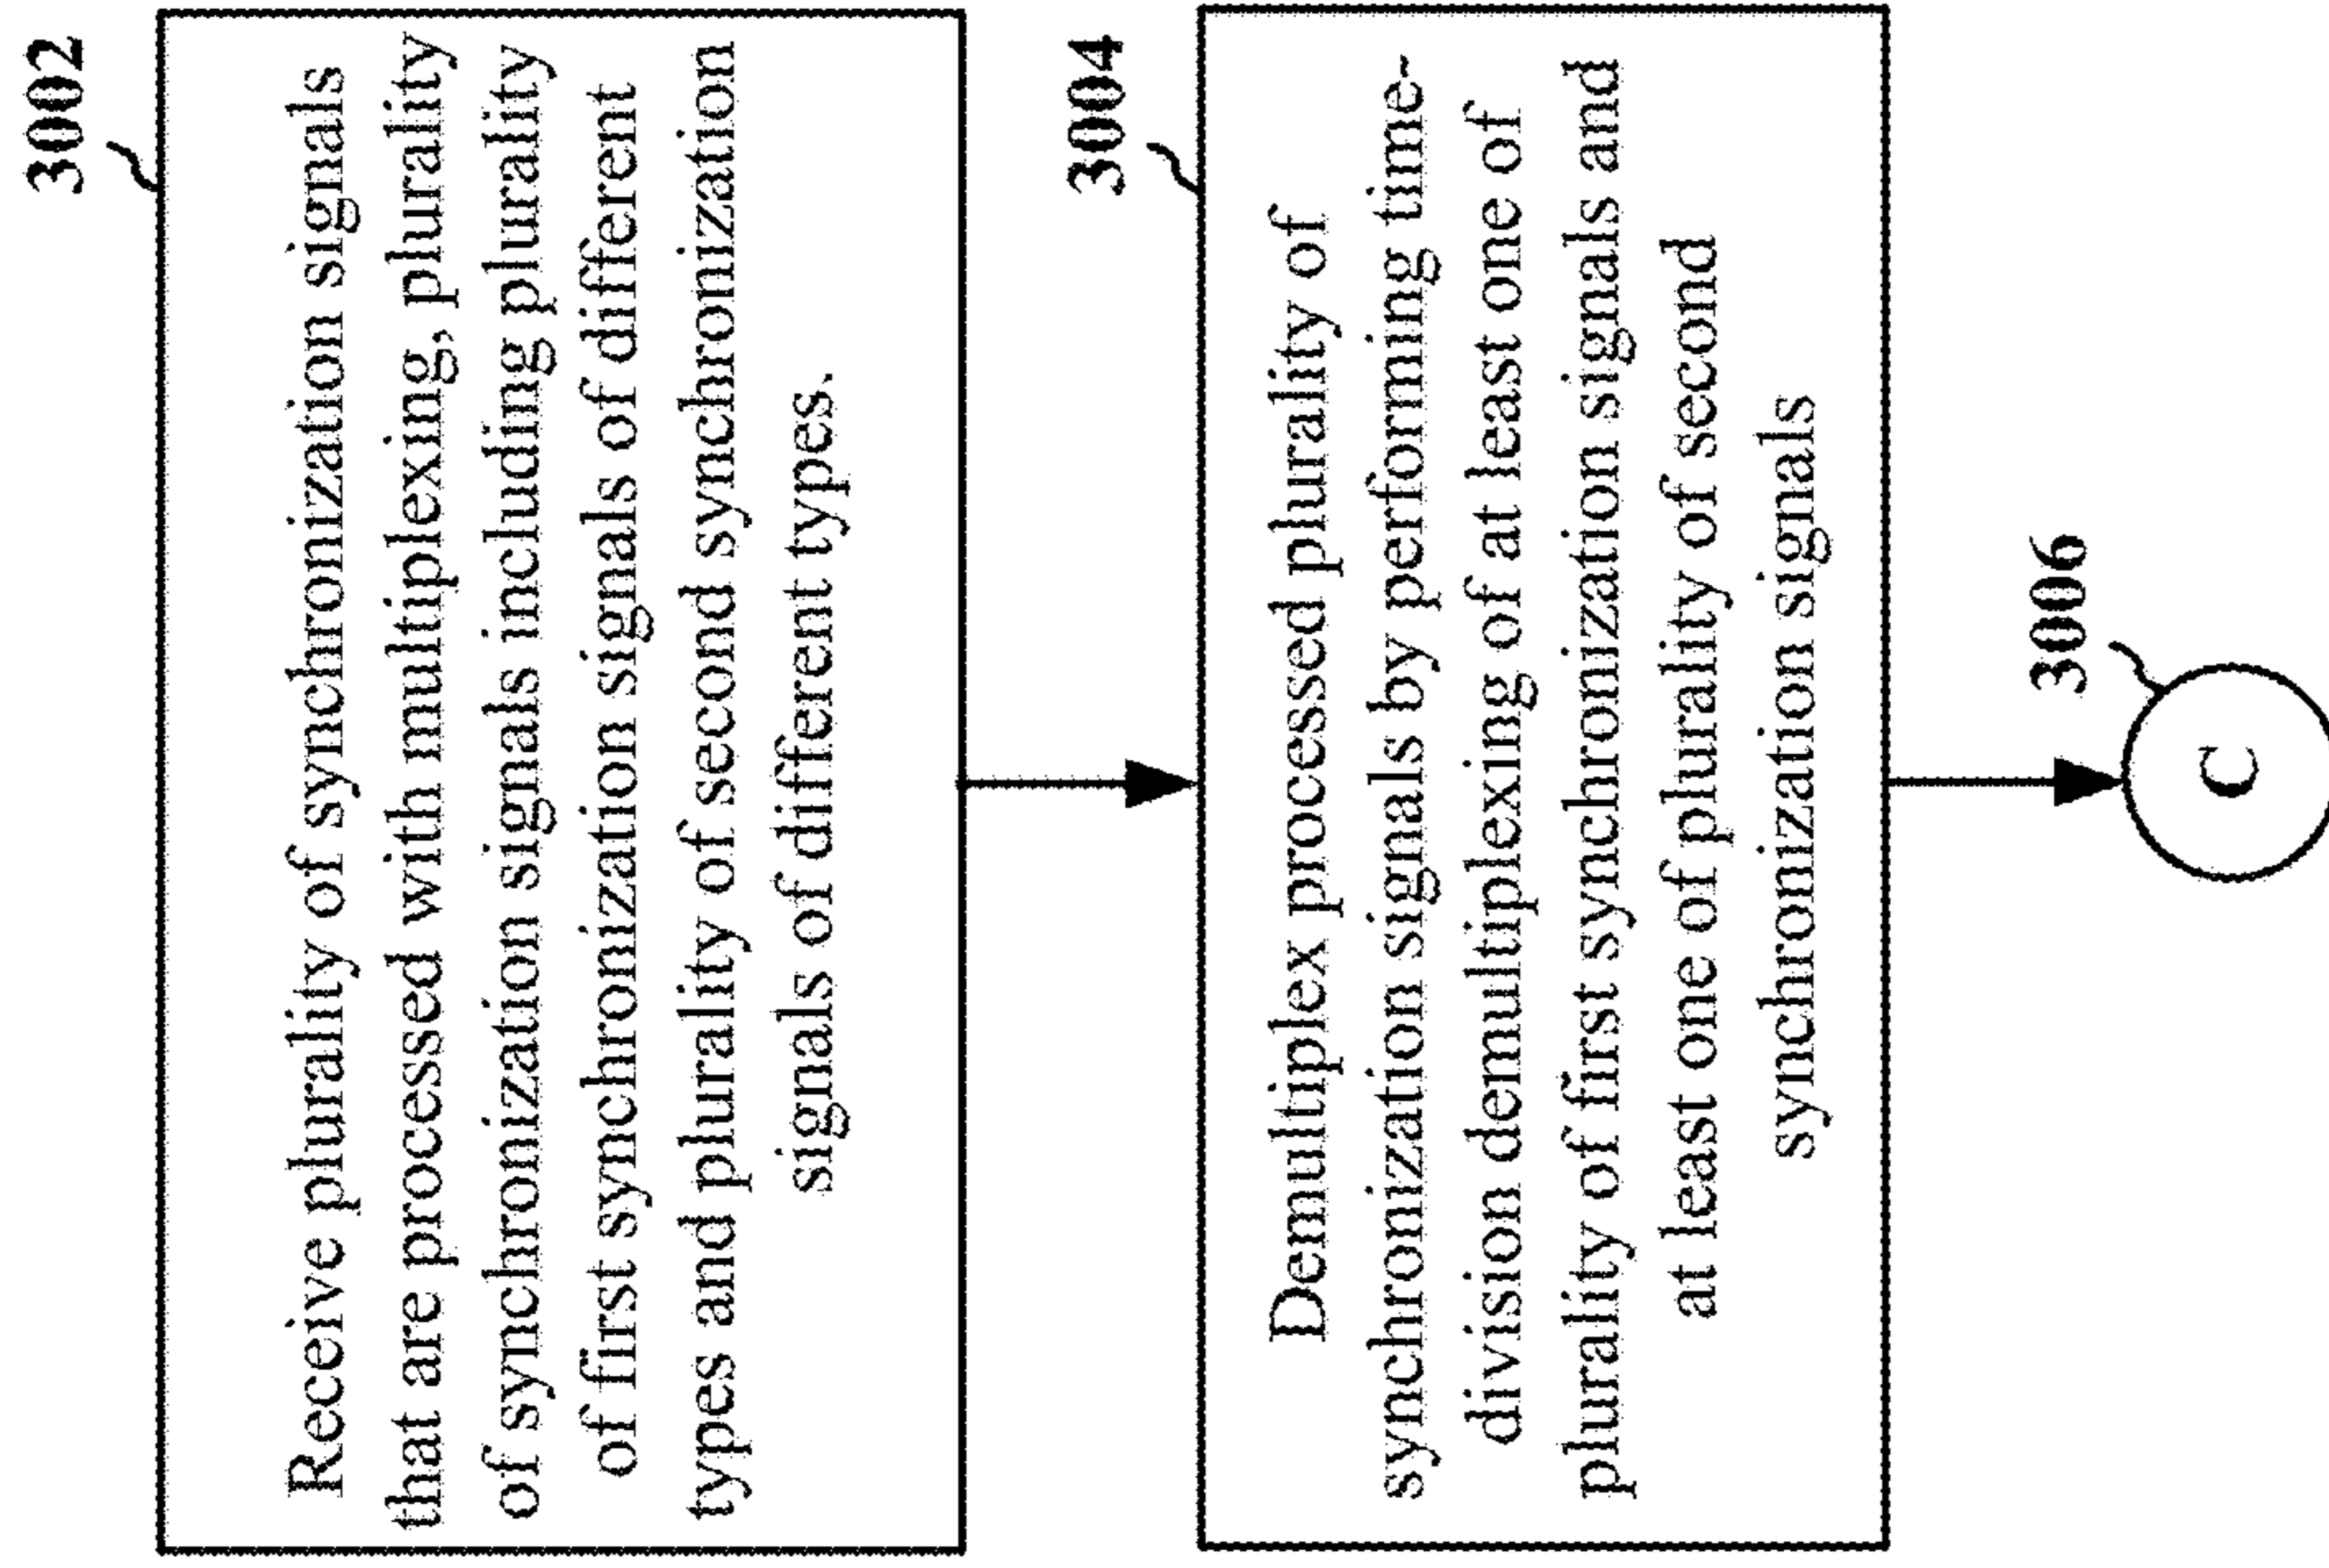 3002
Receive plurality of synchronization signals
that are processed with multiplexing, plurality
of synchronization signals including plurality
of first synchronization signals of different
types and plurality of second synchronization
signals of different types.
3004
Demultiplex processed plurality of
synchronization signals by performing time-
division demultiplexing of at least one of
plurality of first synchronization signals and
at least one of plurality of second
synchronization signals
3006
C